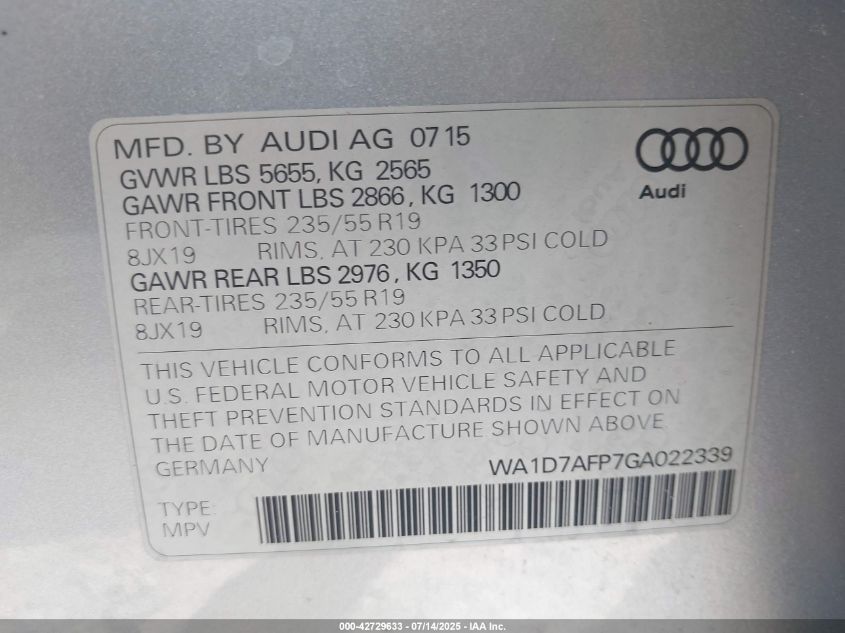 MFD. BY AUDI AG 07 15
GVWR LBS 5655, KG 2565
GAWR FRONT LBS 2866, KG 1300
FRONT-TIRES 235/55 R19
8JX19 RIMS, AT 230 KPA 33 PSI COLD
GAWR REAR LBS 2976, KG 1350
REAR-TIRES 235/55 R19
8JX19 RIMS, AT 230 KPA 33 PSI COLD
Audi
THIS VEHICLE CONFORMS TO ALL APPLICABLE
U.S. FEDERAL MOTOR VEHICLE SAFETY AND
THEFT PREVENTION STANDARDS IN EFFECT ON
THE DATE OF MANUFACTURE SHOWN ABOVE
GERMANY WA1D7AFP7GA022339
TYPE:
MPV
000-42729633 - 07/14/2025 - IAA Inc.